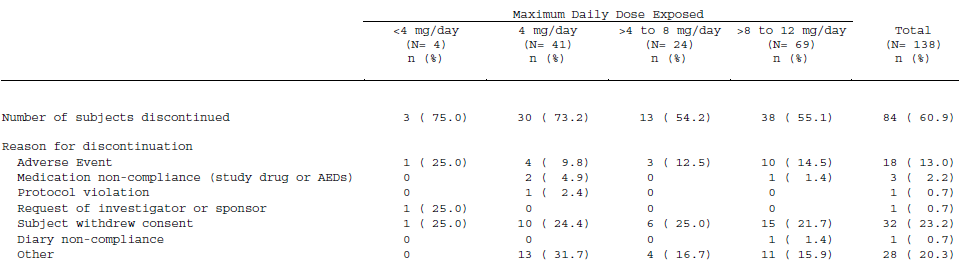 Maximum Daily Dose Exposed
<4 mg/day 4 mg/day >4 to 8 mg/day >8 to 12 mg/day Total
(N= 4) (N= 41) (N= 24) (N= 69) (N= 138)
n (%) n (%) n (%) n (%) n (%)
Number of subjects discontinued 3 ( 75.0) 30 ( 73.2) 13 ( 54.2) 38 ( 55.1) 84 ( 60.9)
Reason for discontinuation
Adverse Event 1 ( 25.0) 4 ( 9.8) 3 ( 12.5) 10 ( 14.5) 18 ( 13.0)
Medication non-compliance (study drug or AEDs) 0 2 ( 4.9) 0 1 ( 1.4) 3 ( 2.2)
Protocol violation 0 1 ( 2.4) 0 0 1 ( 0.7)
Request of investigator or sponsor 1 ( 25.0) 0 0 0 1 ( 0.7)
Subject withdrew consent 1 ( 25.0) 10 ( 24.4) 6 ( 25.0) 15 ( 21.7) 32 ( 23.2)
Diary non-compliance 0 0 0 1 ( 1.4) 1 ( 0.7)
Other 0 13 ( 31.7) 4 ( 16.7) 11 ( 15.9) 28 ( 20.3)